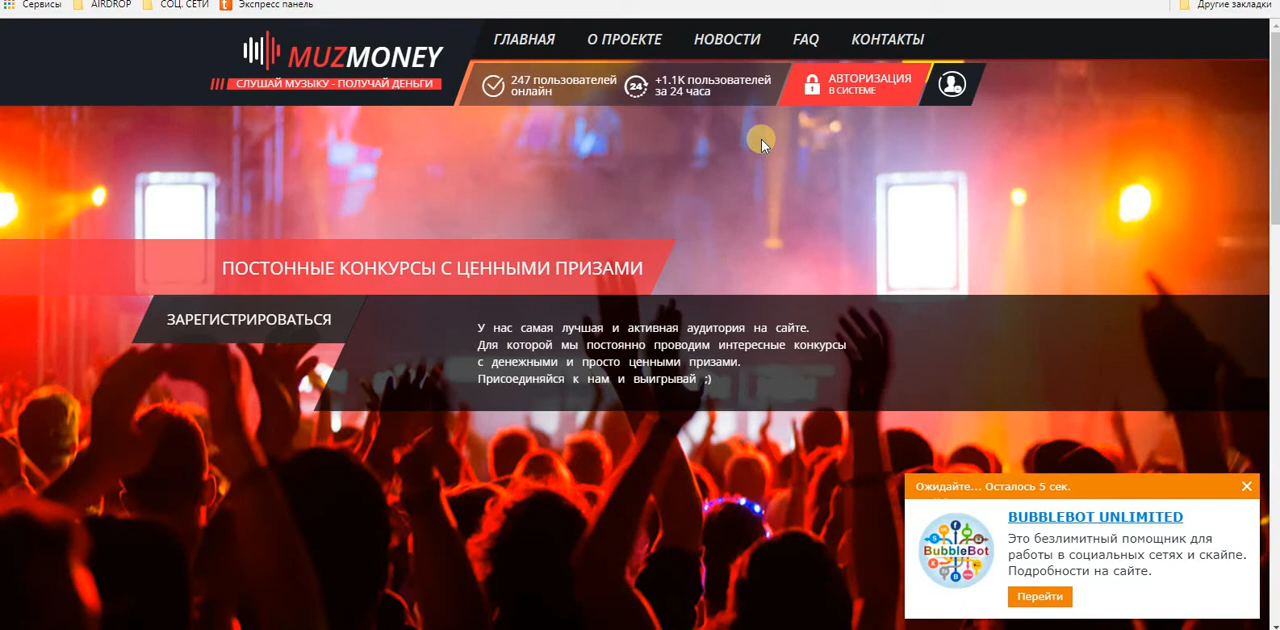 Сервисы AIRDROP СОЦ. СЕТИ Экспресс панель Другие закладки
MUZMONEY
СЛУШАЙ МУЗЫКУ - ПОЛУЧАЙ ДЕНЬГИ
ГЛАВНАЯ О ПРОЕКТЕ НОВОСТИ FAQ КОНТАКТЫ
247 пользователей
онлайн
24
+1.1K пользователей
за 24 часа
АВТОРИЗАЦИЯ
В СИСТЕМЕ
ПОСТОННЫЕ КОНКУРСЫ С ЦЕННЫМИ ПРИЗАМИ
ЗАРЕГИСТРИРОВАТЬСЯ
У нас самая лучшая и активная аудитория на сайте.
Для которой мы постоянно проводим интересные конкурсы
с денежными и просто ценными призами.
Присоединяйся к нам и выигрывай ;)
Ожидайте... Осталось 5 сек.
BubbleBot
BUBBLEBOT UNLIMITED
Это безлимитный помощник для
работы в социальных сетях и скайпе.
Подробности на сайте.
Перейти